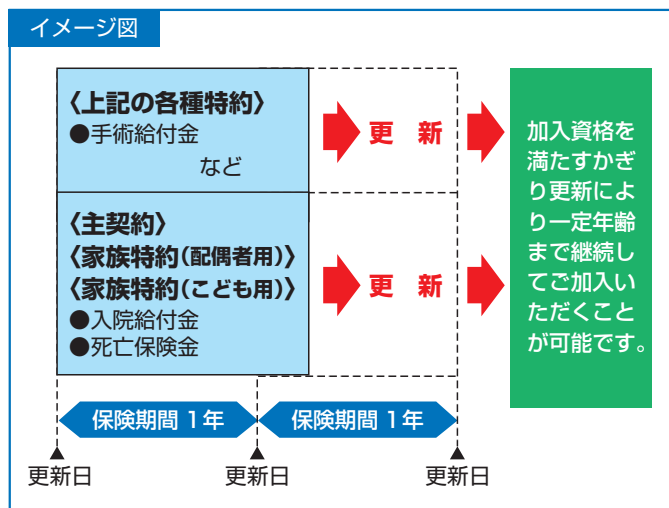 イメージ図
〈上記の各種特約〉
●手術給付金
など
更 新
〈主契約〉
〈家族特約(配偶者用)〉
〈家族特約(こども用)〉
●入院給付金
●死亡保険金
更 新
加入資格を
満たすかぎ
り更新によ
り一定年齢
まで継続し
てご加入い
ただくこと
が可能です。
保険期間 1年
保険期間 1年
更新日
更新日
更新日